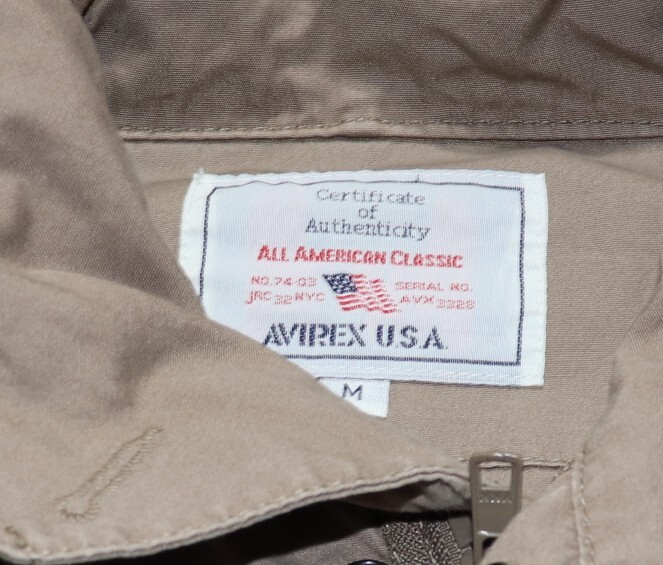 Certificate
of
Authenticity
ALL AMERICAN CLASSIC
NO.74-03
JRC 32 NYC
SERIAL NO.
AVX 3328
AVIREX U.S.A.
M